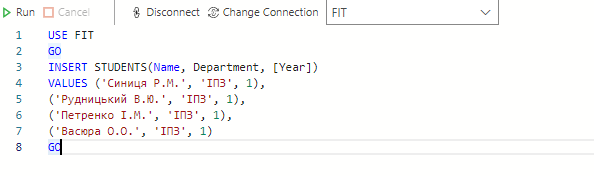 Run Cancel Disconnect Change Connection FIT
1 USE FIT
2 GO
3 INSERT STUDENTS(Name, Department, [Year])
4 VALUES ('Синиця Р.М.', 'ІПЗ', 1),
5 ('Рудницький В.Ю.', 'ІПЗ', 1),
6 ('Петренко І.М.', 'ІПЗ', 1),
7 ('Васюра О.О.', 'ІПЗ', 1)
8 GO